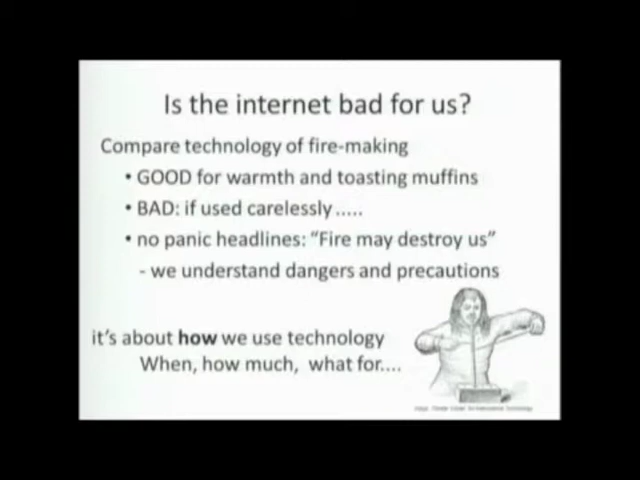 Is the internet bad for us?
Compare technology of fire-making
• GOOD for warmth and toasting muffins
• BAD: if used carelessly.....
• no panic headlines: “Fire may destroy us”
- we understand dangers and precautions
it's about how we use technology
When, how much, what for....